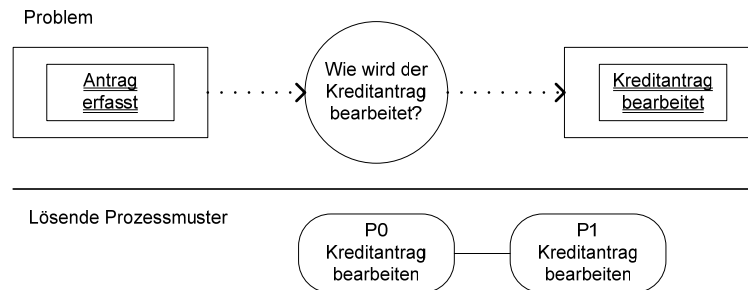 Problem
Antrag
erfasst
Wie wird der
Kreditantrag
bearbeitet?
Kreditantrag
bearbeitet
Lösende Prozessmuster
P0
Kreditantrag
bearbeiten
P1
Kreditantrag
bearbeiten